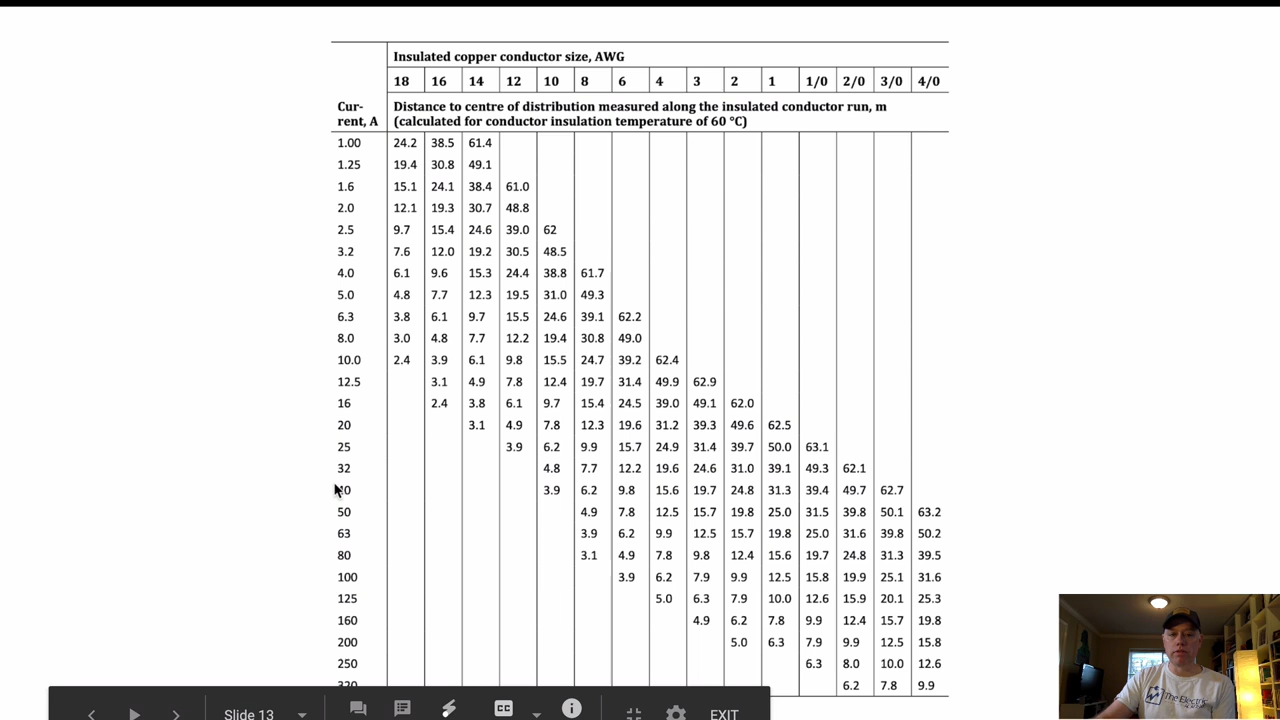 Insulated copper conductor size, AWG
18 16 14 12 10 8 6 4 3 2 1 1/0 2/0 3/0 4/0
Cur-
rent, A
Distance to centre of distribution measured along the insulated conductor run, m
(calculated for conductor insulation temperature of 60 °C)
1.00 24.2 38.5 61.4
1.25 19.4 30.8 49.1
1.6 15.1 24.1 38.4 61.0
2.0 12.1 19.3 30.7 48.8
2.5 9.7 15.4 24.6 39.0 62
3.2 7.6 12.0 19.2 30.5 48.5
4.0 6.1 9.6 15.3 24.4 38.8 61.7
5.0 4.8 7.7 12.3 19.5 31.0 49.3
6.3 3.8 6.1 9.7 15.5 24.6 39.1 62.2
8.0 3.0 4.8 7.7 12.2 19.4 30.8 49.0
10.0 2.4 3.9 6.1 9.8 15.5 24.7 39.2 62.4
12.5 3.1 4.9 7.8 12.4 19.7 31.4 49.9 62.9
16 2.4 3.8 6.1 9.7 15.4 24.5 39.0 49.1 62.0
20 3.1 4.9 7.8 12.3 19.6 31.2 39.3 49.6 62.5
25 3.9 6.2 9.9 15.7 24.9 31.4 39.7 50.0 63.1
32 4.8 7.7 12.2 19.6 24.6 31.0 39.1 49.3 62.1
3.9 6.2 9.8 15.6 19.7 24.8 31.3 39.4 49.7 62.7
50 4.9 7.8 12.5 15.7 19.8 25.0 31.5 39.8 50.1 63.2
63 3.9 6.2 9.9 12.5 15.7 19.8 25.0 31.6 39.8 50.2
80 3.1 4.9 7.8 9.8 12.4 15.6 19.7 24.8 31.3 39.5
100 3.9 6.2 7.9 9.9 12.5 15.8 19.9 25.1 31.6
125 5.0 6.3 7.9 10.0 12.6 15.9 20.1 25.3
160 4.9 6.2 7.8 9.9 12.4 15.7 19.8
200 5.0 6.3 7.9 9.9 12.5 15.8
250 6.3 8.0 10.0 12.6
320 6.2 7.8 9.9
Slide 13
CC
EXIT
The Electric